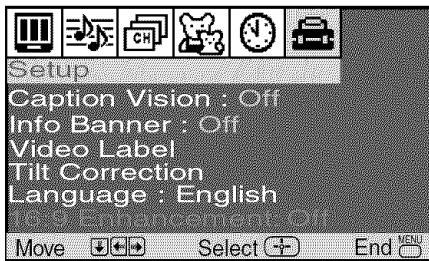 CH
Setup
Caption Vision : Off
Info Banner : Off
Video Label
Tilt Correction
Language : English
16:9 Enhancement: Off
Move Select End MENU